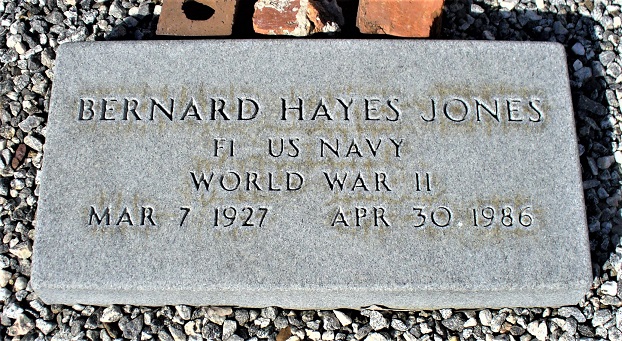 BERNARD HAYES JONES
F1 US NAVY
WORLD WAR II
MAR 7 1927 APR 30 1986